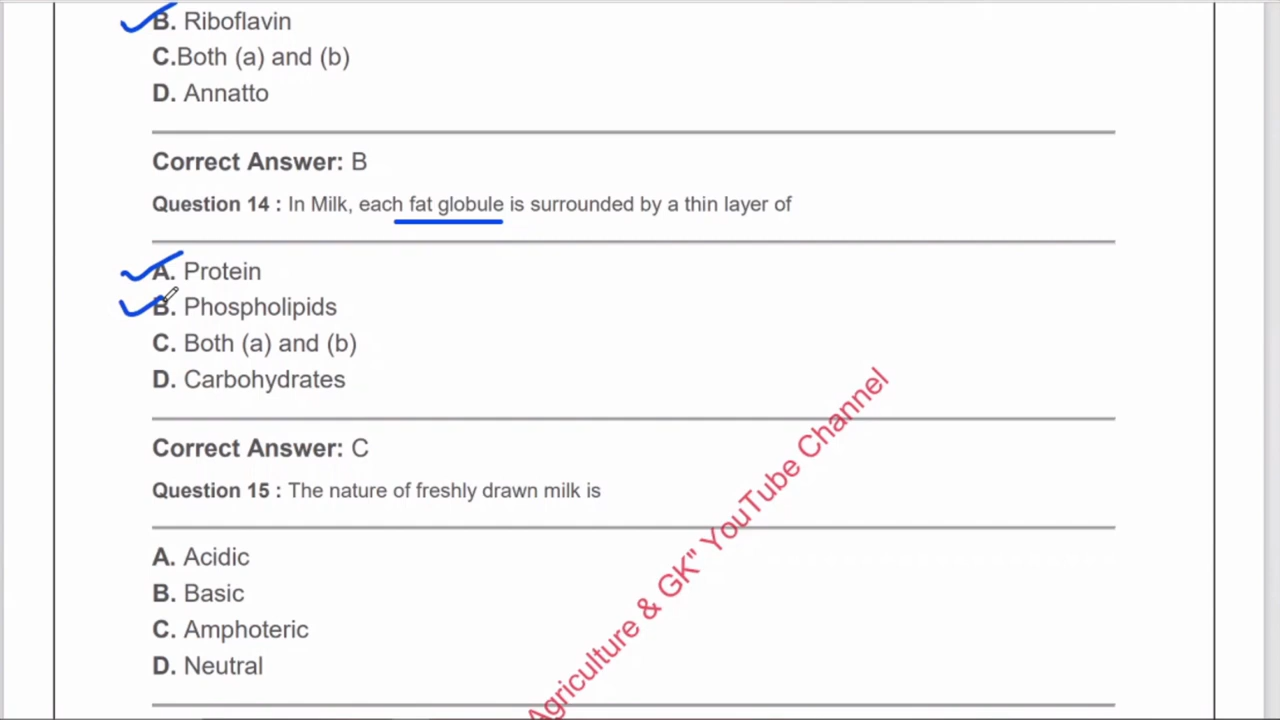 B. Riboflavin
C.Both (a) and (b)
D. Annatto
Correct Answer: B
Question 14 : In Milk, each fat globule is surrounded by a thin layer of
A. Protein
B. Phospholipids
C. Both (a) and (b)
D. Carbohydrates
Correct Answer: C
Question 15 : The nature of freshly drawn milk is
A. Acidic
B. Basic
C. Amphoteric
D. Neutral
Agriculture & GK" YouTube Channel